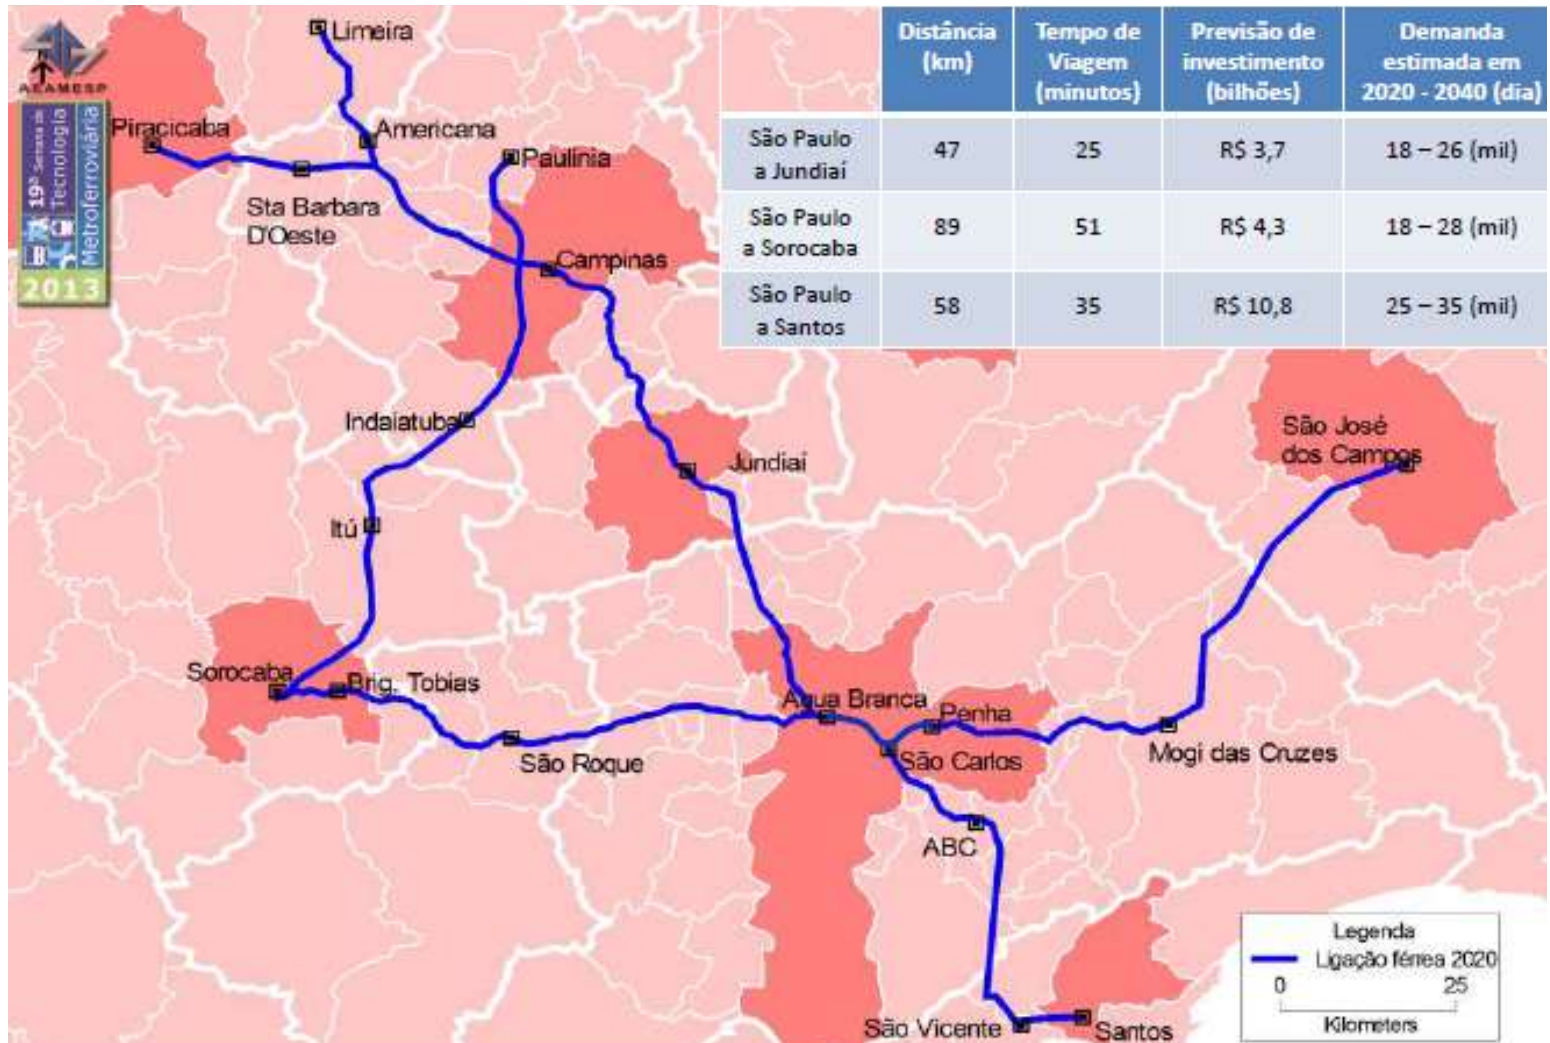 N
AEAMESP
19ª Semana de
Tecnologia
Metroferroviária
2013
Distância
(km)
Tempo de
Viagem
(minutos)
Previsão de
investimento
(bilhões)
Demanda
estimada em
2020 - 2040 (dia)
São Paulo
a Jundiaí
47
25
R$ 3,7
18 – 26 (mil)
São Paulo
a Sorocaba
89
51
R$ 4,3
18 – 28 (mil)
São Paulo
a Santos
58
35
R$ 10,8
25 – 35 (mil)
Limeira
Piracicaba
Americana
Paulínia
Sta Barbara
D'Oeste
Campinas
Indaiatuba
Jundiaí
São José
dos Campos
Itú
Sorocaba
Brig. Tobias
Agua Branca
Penha
São Roque
São Carlos
Mogi das Cruzes
ABC
São Vicente
Santos
Legenda
Ligação férrea 2020
0 25
Kilometers